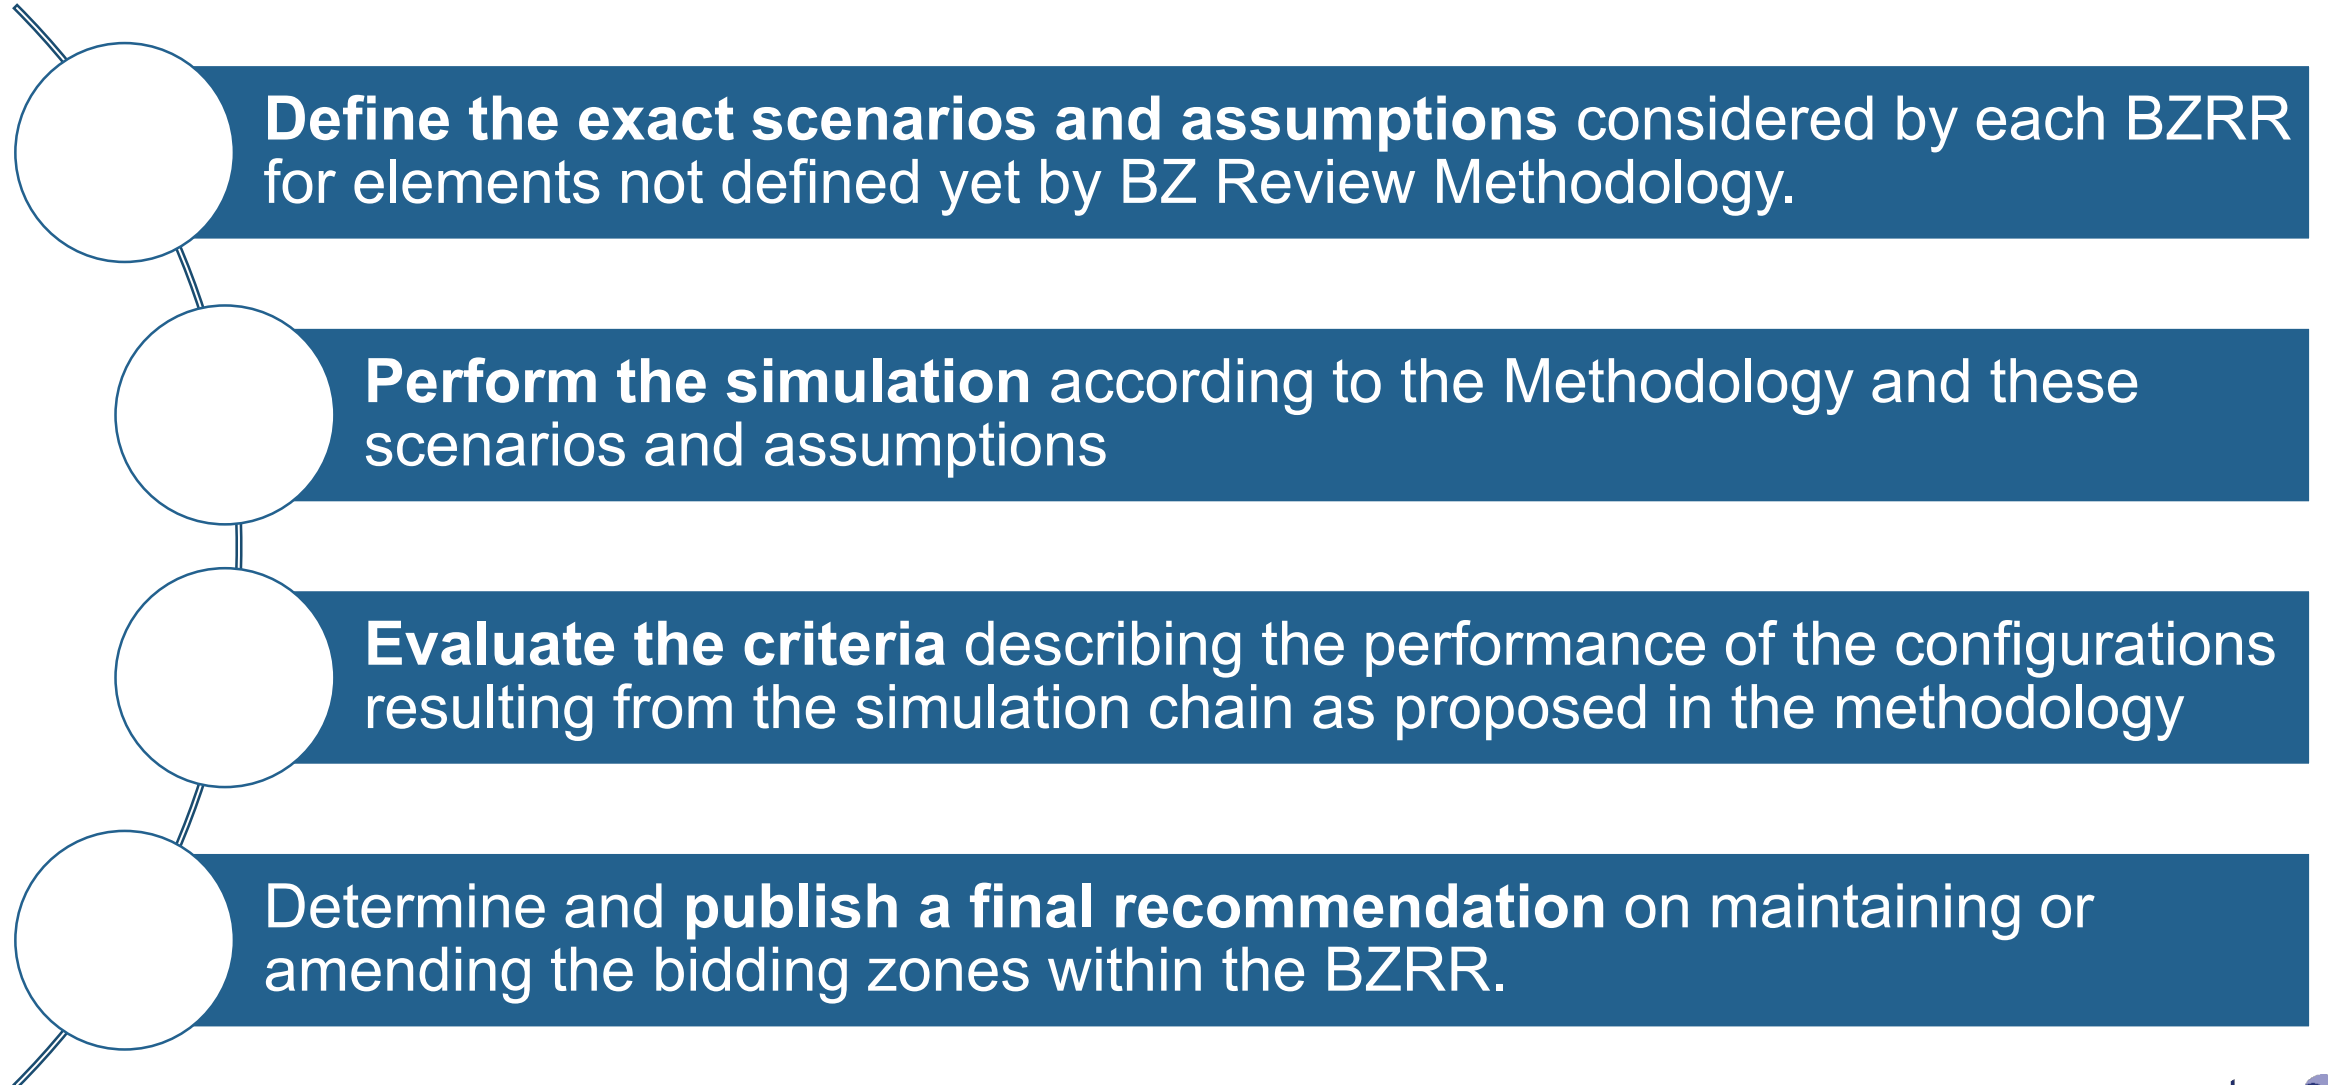 Define the exact scenarios and assumptions considered by each BZRR
for elements not defined yet by BZ Review Methodology.
Perform the simulation according to the Methodology and these
scenarios and assumptions
Evaluate the criteria describing the performance of the configurations
resulting from the simulation chain as proposed in the methodology
Determine and publish a final recommendation on maintaining or
amending the bidding zones within the BZRR.